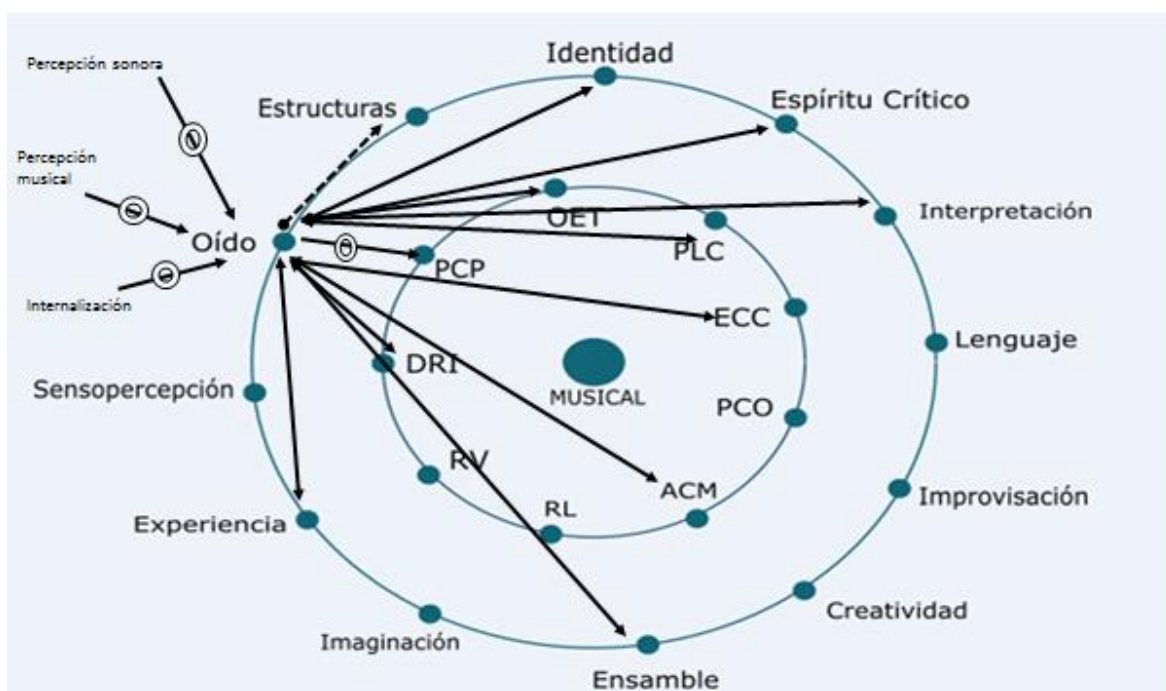 Identidad
Percepción sonora
Espíritu Crítico
Estructuras
Percepción
musical
Interpretación
OET
Oído
PLC
PCP
Internalización
ECC
Lenguaje
DRI
Sensopercepción
MUSICAL
PCO
RV
ACM
Improvisación
RL
Experiencia
Creatividad
Imaginación
Ensamble